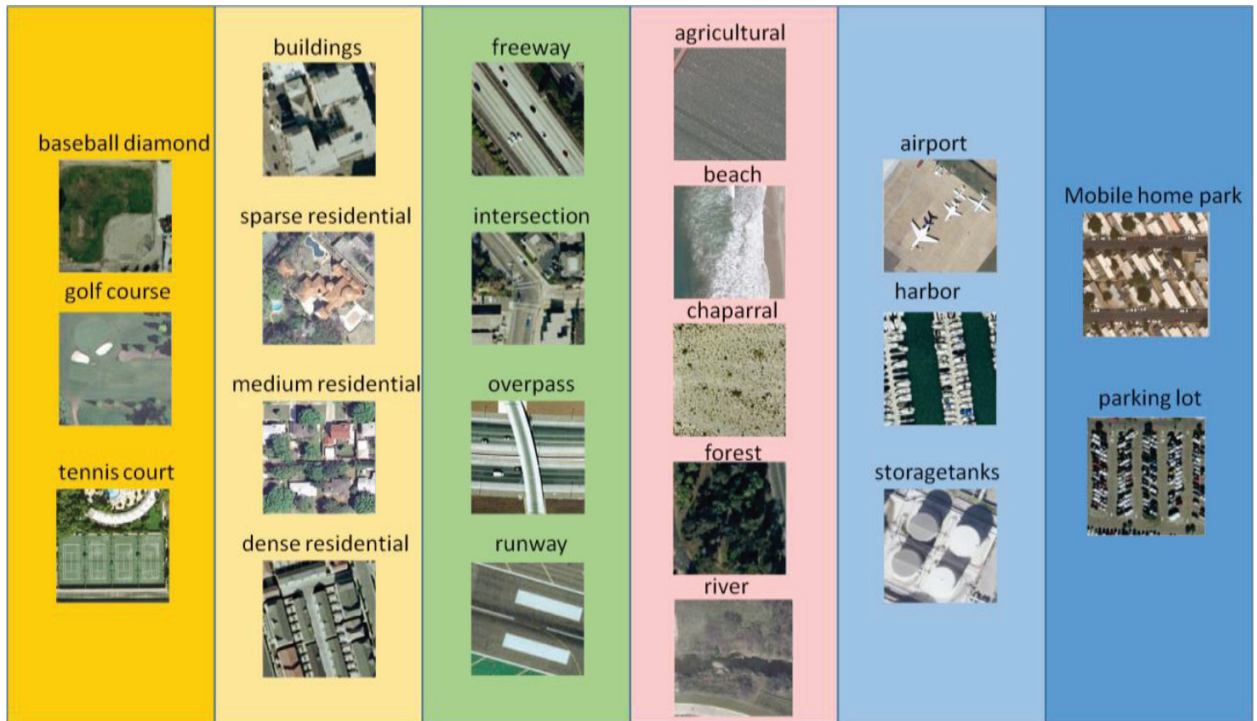 baseball diamond
golf course
tennis court
buildings
sparse residential
medium residential
dense residential
freeway
intersection
overpass
runway
agricultural
beach
chaparral
forest
river
airport
harbor
storagetanks
Mobile home park
parking lot